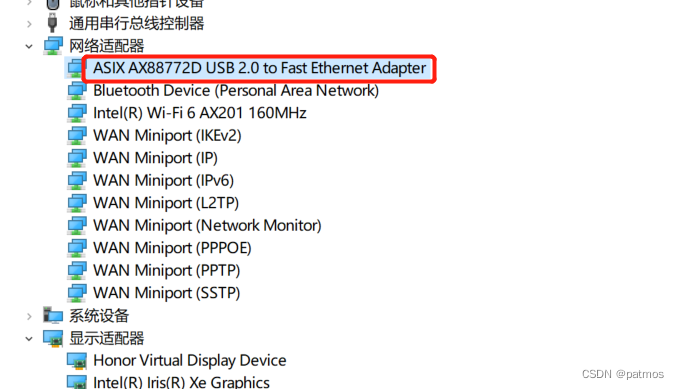 鼠标和其他指针设备
通用串行总线控制器
网络适配器
ASIX AX88772D USB 2.0 to Fast Ethernet Adapter
Bluetooth Device (Personal Area Network)
Intel(R) Wi-Fi 6 AX201 160MHz
WAN Miniport (IKEv2)
WAN Miniport (IP)
WAN Miniport (IPv6)
WAN Miniport (L2TP)
WAN Miniport (Network Monitor)
WAN Miniport (PPPOE)
WAN Miniport (PPTP)
WAN Miniport (SSTP)
系统设备
显示适配器
Honor Virtual Display Device
Intel(R) Iris(R) Xe Graphics
CSDN @patmos